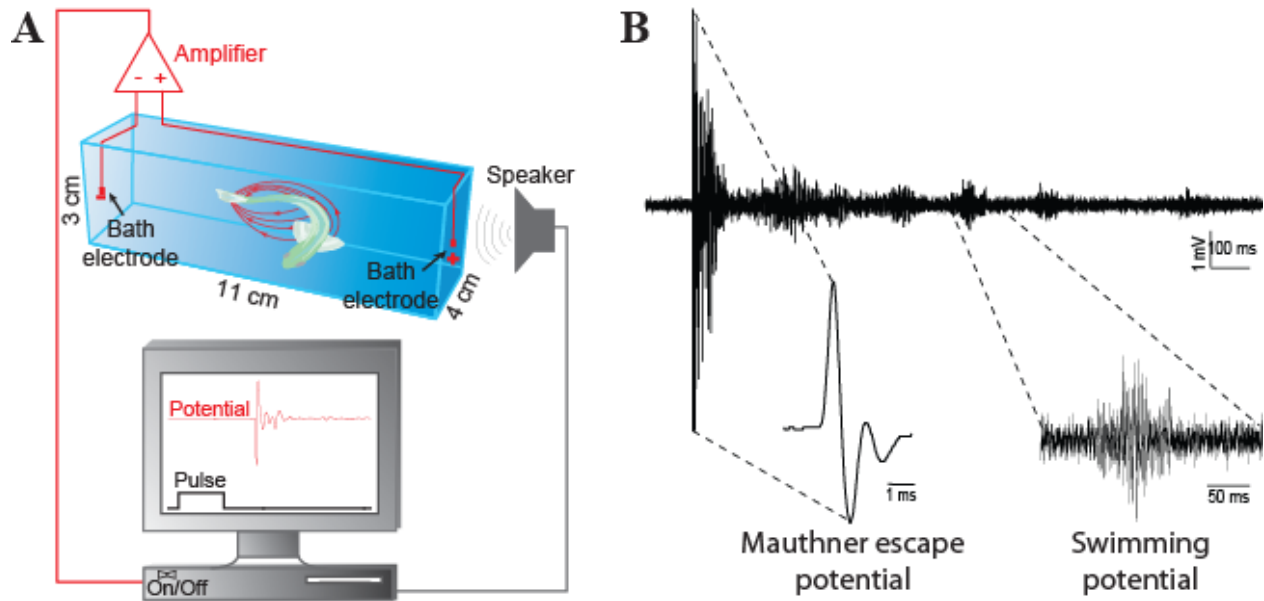 A
Amplifier
- +
3 cm
Bath
electrode
11 cm
Bath
electrode
4 cm
Speaker
Potential
Pulse
On/Off
B
1 mV
100 ms
1 ms
50 ms
Mauthner escape
potential
Swimming
potential